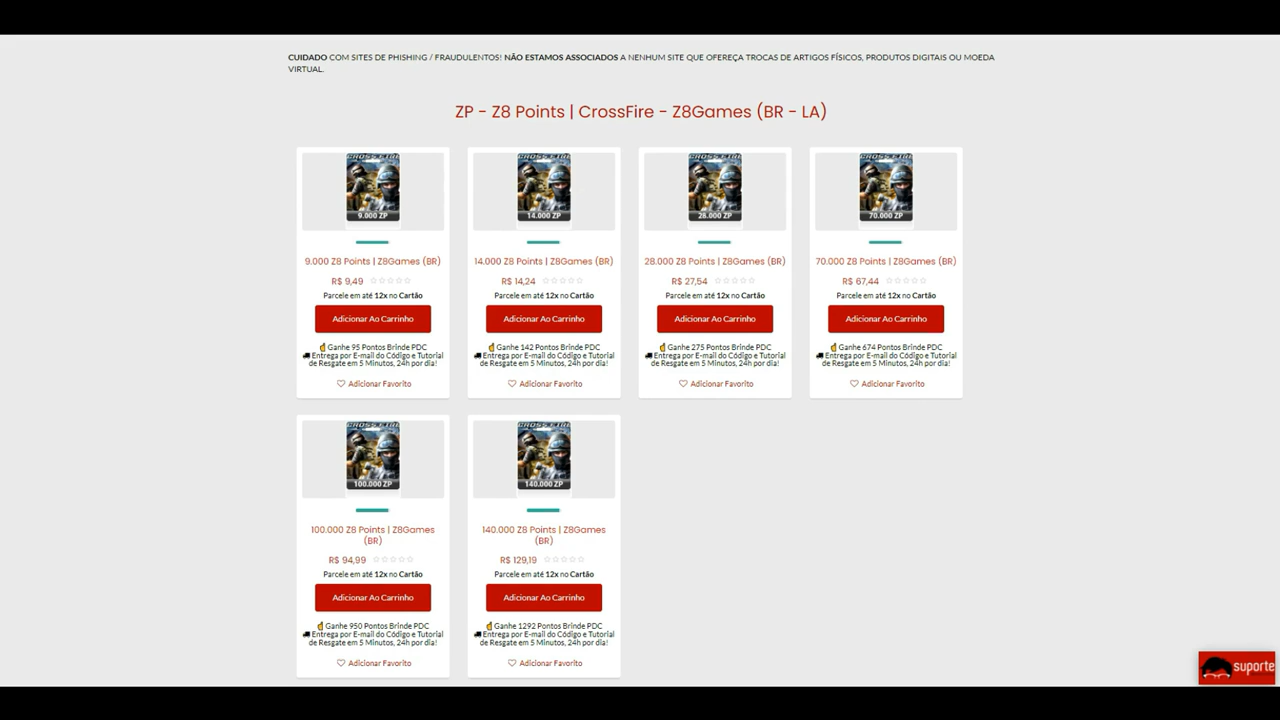 CUIDADO COM SITES DE PHISHING / FRAUDULENTOS! NÃO ESTAMOS ASSOCIADOS A NENHUM SITE QUE OFEREÇA TROCAS DE ARTIGOS FÍSICOS, PRODUTOS DIGITAIS OU MOEDA
VIRTUAL.
ZP - Z8 Points | CrossFire - Z8Games (BR - LA)
CROSS FIRE
9.000 ZP
9.000 Z8 Points | Z8Games (BR)
R$ 9,49
Parcele em até 12x no Cartão
Adicionar Ao Carrinho
Ganhe 95 Pontos Brinde PDC
Entrega por E-mail do Código e Tutorial
de Resgate em 5 Minutos, 24h por dia!
Adicionar Favorito
CROSS FIRE
14.000 ZP
14.000 Z8 Points | Z8Games (BR)
R$ 14,24
Parcele em até 12x no Cartão
Adicionar Ao Carrinho
Ganhe 142 Pontos Brinde PDC
Entrega por E-mail do Código e Tutorial
de Resgate em 5 Minutos, 24h por dia!
Adicionar Favorito
CROSS FIRE
28.000 ZP
28.000 Z8 Points | Z8Games (BR)
R$ 27,54
Parcele em até 12x no Cartão
Adicionar Ao Carrinho
Ganhe 275 Pontos Brinde PDC
Entrega por E-mail do Código e Tutorial
de Resgate em 5 Minutos, 24h por dia!
Adicionar Favorito
CROSS FIRE
70.000 ZP
70.000 Z8 Points | Z8Games (BR)
R$ 67,44
Parcele em até 12x no Cartão
Adicionar Ao Carrinho
Ganhe 674 Pontos Brinde PDC
Entrega por E-mail do Código e Tutorial
de Resgate em 5 Minutos, 24h por dia!
Adicionar Favorito
CROSS FIRE
100.000 ZP
100.000 Z8 Points | Z8Games
(BR)
R$ 94,99
Parcele em até 12x no Cartão
Adicionar Ao Carrinho
Ganhe 950 Pontos Brinde PDC
Entrega por E-mail do Código e Tutorial
de Resgate em 5 Minutos, 24h por dia!
Adicionar Favorito
CROSS FIRE
140.000 ZP
140.000 Z8 Points | Z8Games
(BR)
R$ 129,19
Parcele em até 12x no Cartão
Adicionar Ao Carrinho
Ganhe 1292 Pontos Brinde PDC
Entrega por E-mail do Código e Tutorial
de Resgate em 5 Minutos, 24h por dia!
Adicionar Favorito
suporte